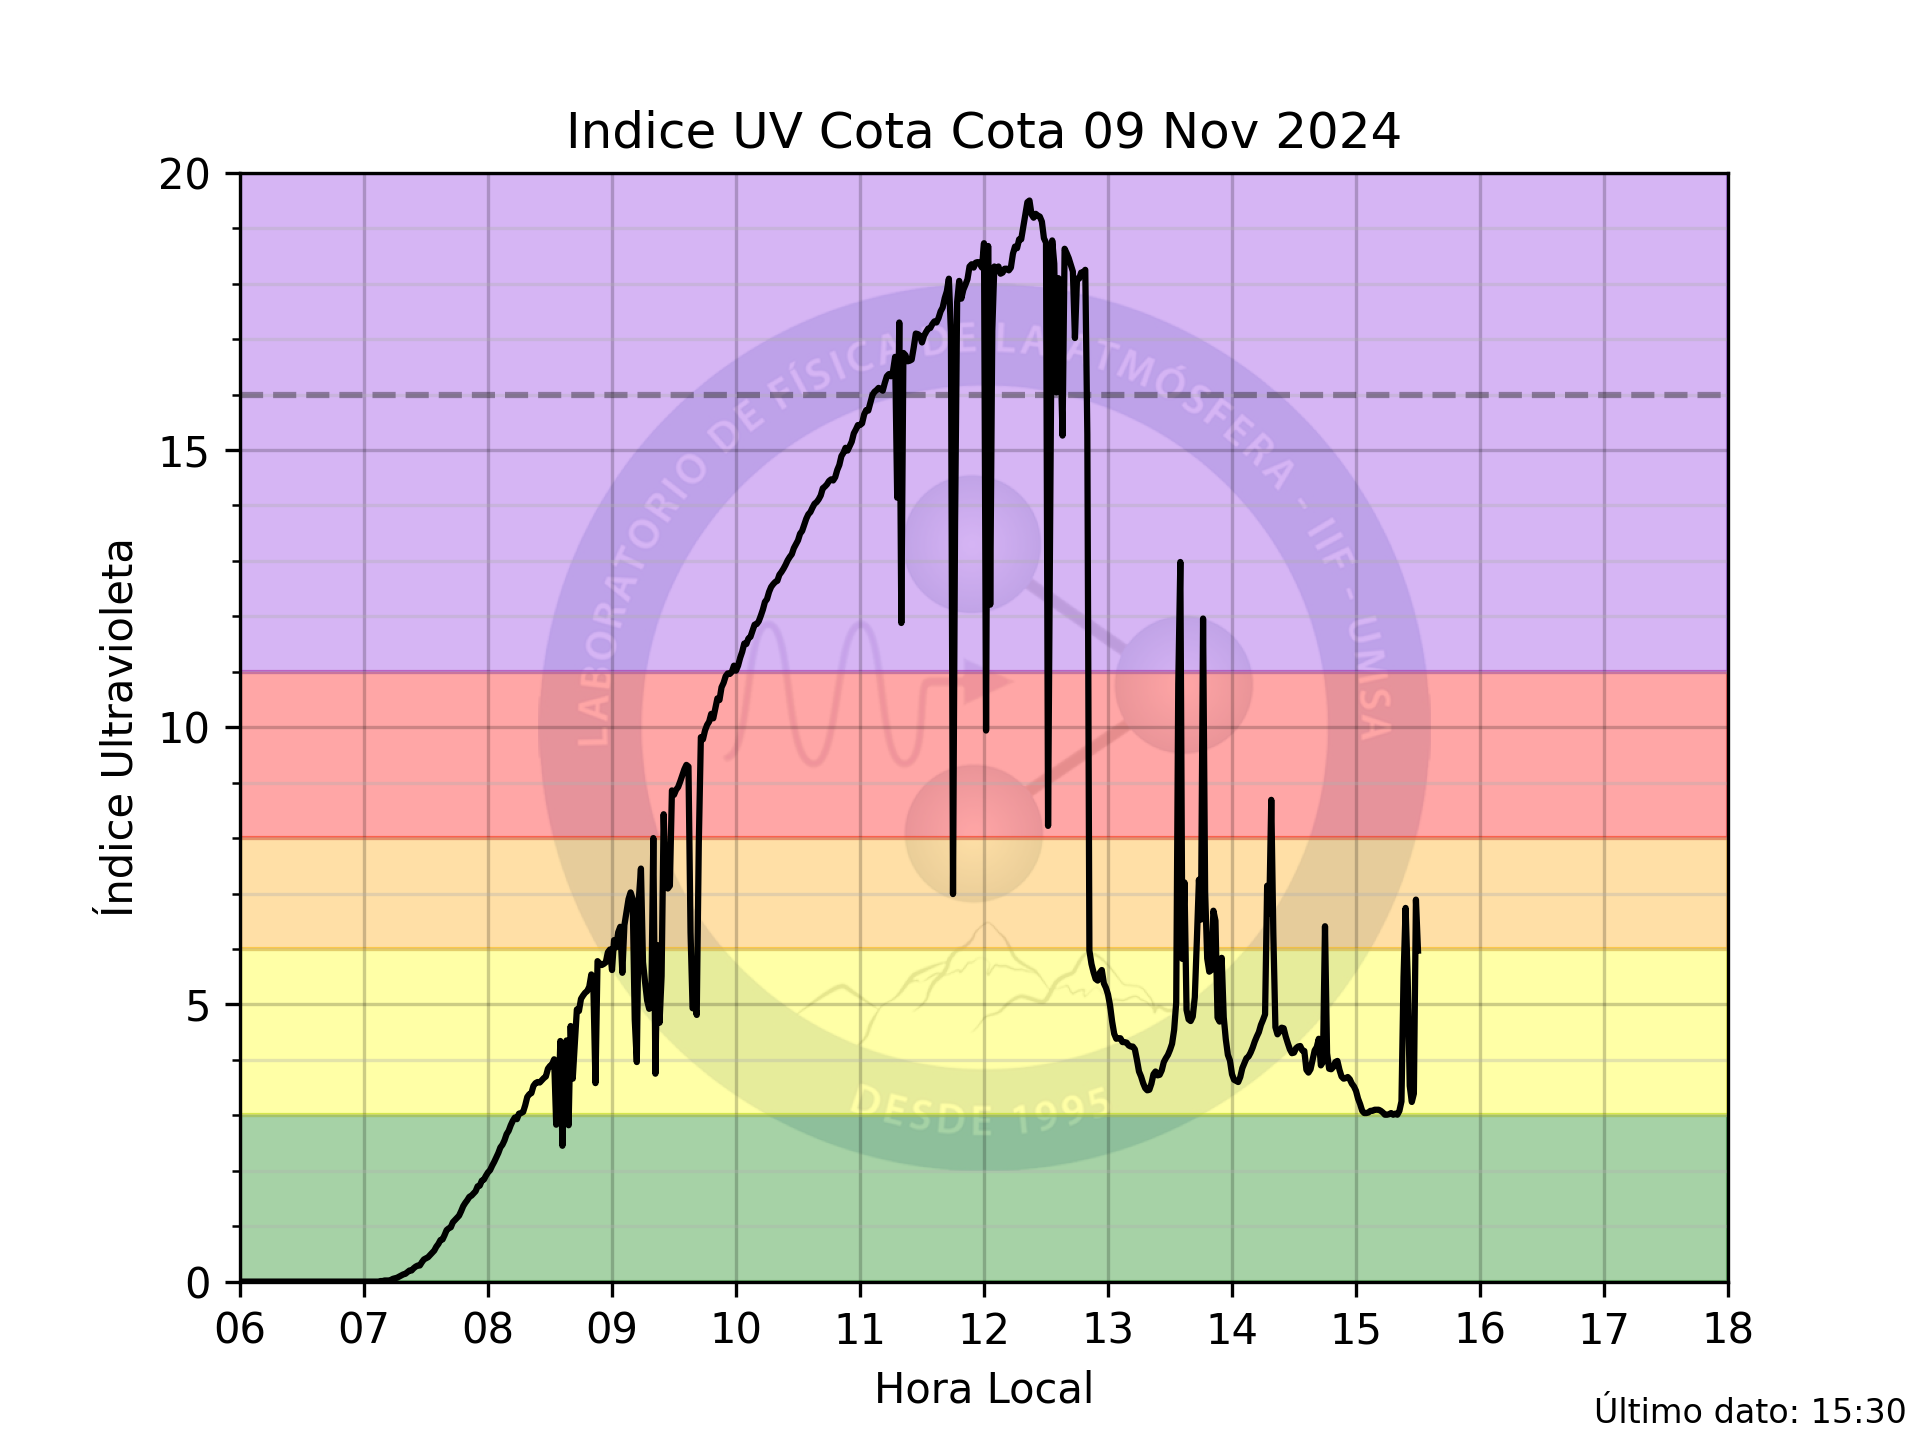 Indice UV Cota Cota 09 Nov 2024
20
15
10
5
0
Índice Ultravioleta
LABORATORIO DE FÍSICA DE LA ATMÓSFERA - IIF - UMSA
DESDE 1995
06 07 08 09 10 11 12 13 14 15 16 17 18
Hora Local
Último dato: 15:30